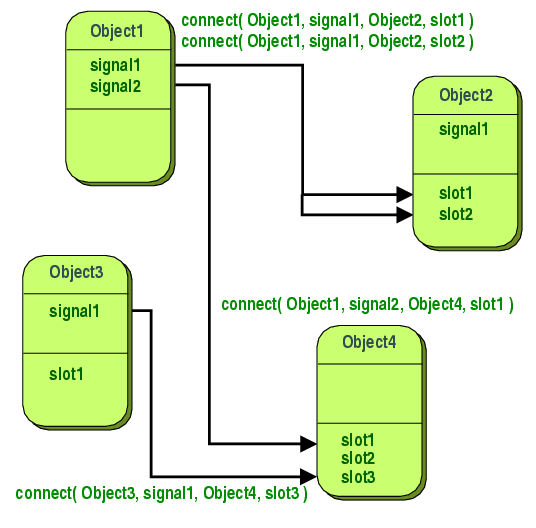 Object1
signal1
signal2
connect( Object1, signal1, Object2, slot1 )
connect( Object1, signal1, Object2, slot2 )
Object2
signal1
slot1
slot2
Object3
signal1
slot1
connect( Object1, signal2, Object4, slot1 )
Object4
slot1
slot2
slot3
connect( Object3, signal1, Object4, slot3 )